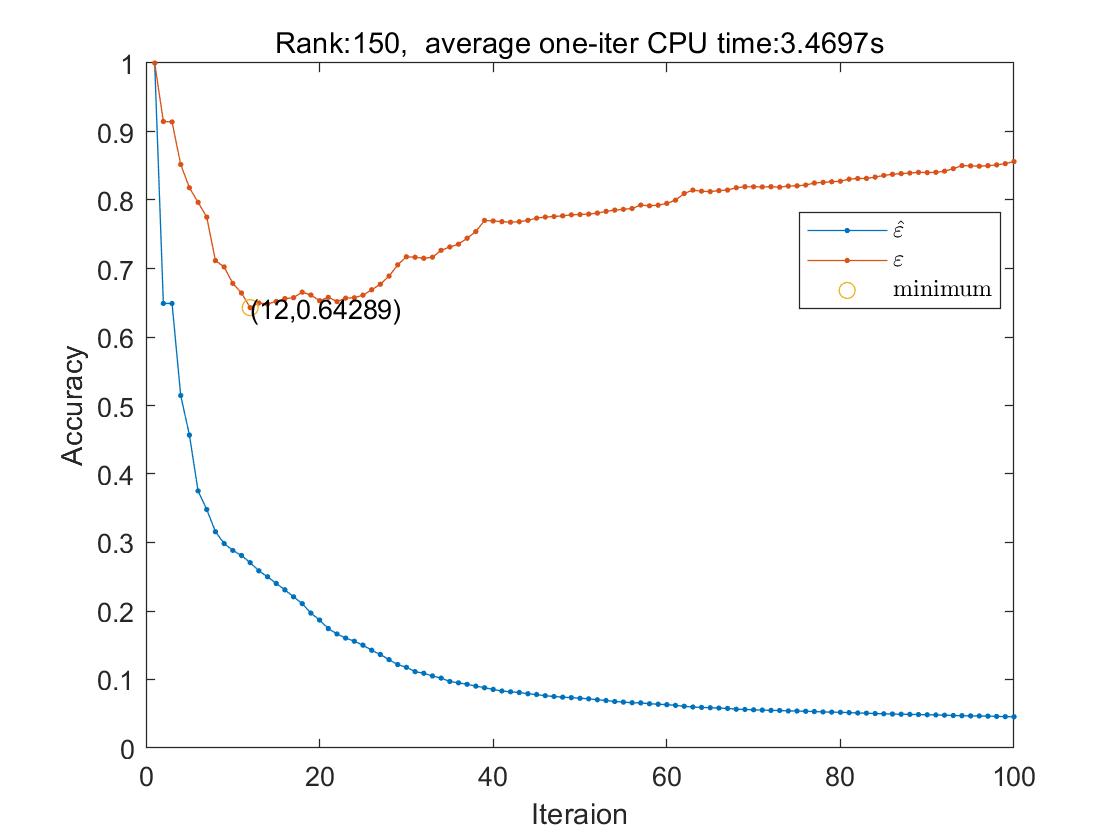 Rank:150,  average one-iter CPU time:3.4697s
1
0.9
0.8
0.7
0.6
0.5
0.4
0.3
0.2
0.1
0
Accuracy
ε̂
ε
minimum
(12,0.64289)
0 20 40 60 80 100
Iteraion